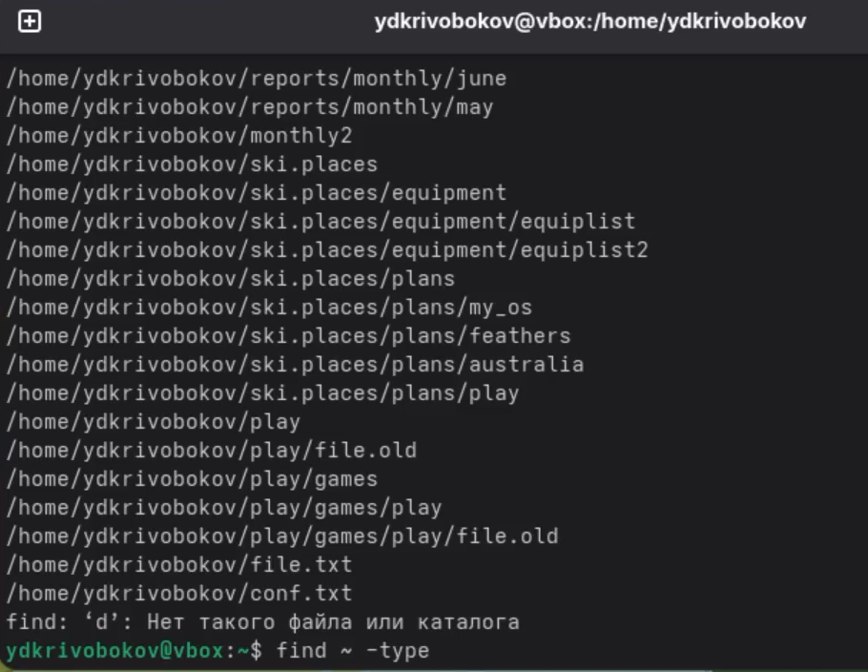 ydkrivobokov@vbox:/home/ydkrivobokov
/home/ydkrivobokov/reports/monthly/june
/home/ydkrivobokov/reports/monthly/may
/home/ydkrivobokov/monthly2
/home/ydkrivobokov/ski.places
/home/ydkrivobokov/ski.places/equipment
/home/ydkrivobokov/ski.places/equipment/equiplist
/home/ydkrivobokov/ski.places/equipment/equiplist2
/home/ydkrivobokov/ski.places/plans
/home/ydkrivobokov/ski.places/plans/my_os
/home/ydkrivobokov/ski.places/plans/feathers
/home/ydkrivobokov/ski.places/plans/australia
/home/ydkrivobokov/ski.places/plans/play
/home/ydkrivobokov/play
/home/ydkrivobokov/play/file.old
/home/ydkrivobokov/play/games
/home/ydkrivobokov/play/games/play
/home/ydkrivobokov/play/games/play/file.old
/home/ydkrivobokov/file.txt
/home/ydkrivobokov/conf.txt
find: ‘d’: Нет такого файла или каталога
ydkrivobokov@vbox:~$ find ~ -type